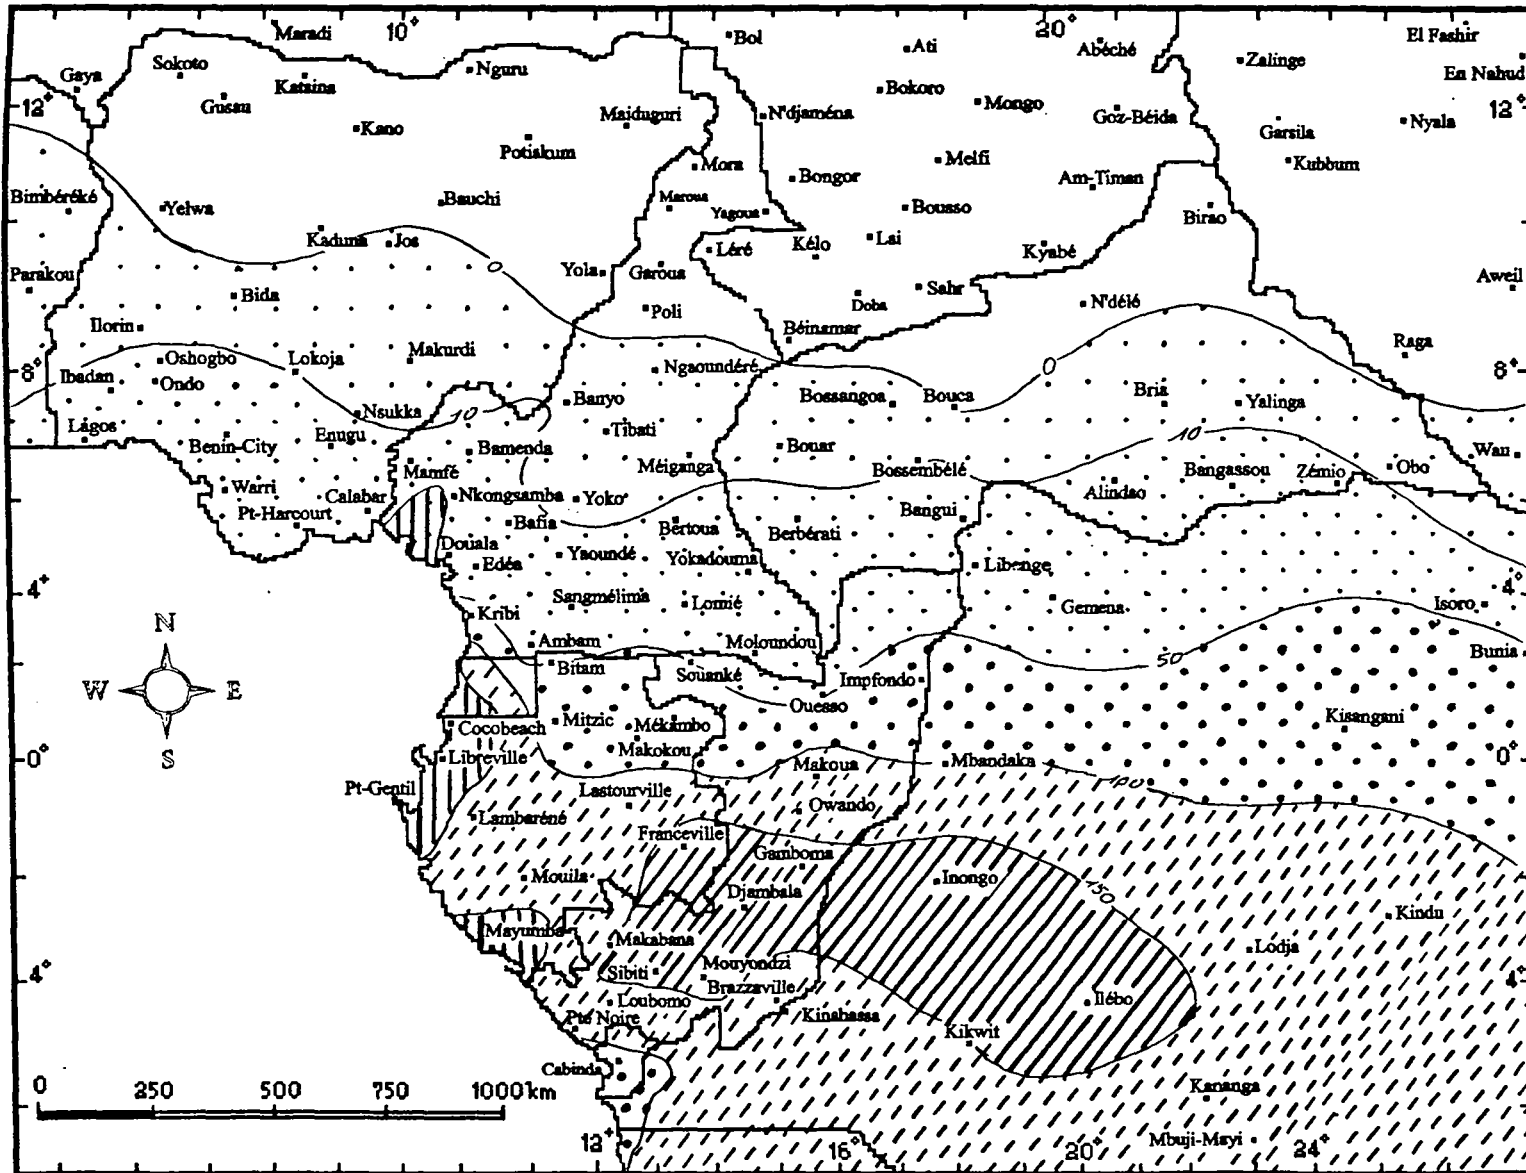 Maradi 10° Bol 20° El Fashir
Ati Abéché Zalinge
Gaya Sokoto Katsina Nguru En Nahud
12° Gusau Bokoro Mongo 12°
Kano Maiduguri N'djaména Goz-Béida Garsila Nyala
Potiskum Mora Melfi Kubbum
Bongor Am-Timan
Bimbéréké Yelwa Bauchi Maroua Yagoua Bousso Birao
Kaduna Jos Léré Kélo Lai Kyabé
Parakou 0 Yola Garoua Aweil
Bida Poli Doba Sahr N'délé
Ilorin Béinamar
Oshogbo Lokoja Makurdi Raga
8° Ibadan Ondo Ngaoundéré 0 8°
Nsukka 10 Banyo Bossangoa Bouca Bria Yalinga
Lagos Benin-City Enugu Bamenda Tibati Bouar 10 Wau
Mamfé Méiganga Bossembélé Bangassou Zémio Obo
Warri Calabar Nkongsamba Yoko Alindao
Pt-Harcourt Bafia Bertoua Berbérati Bangui
Douala Yaoundé Yokadouma
Edéa Libenge
4° Sangmélima Lomié Gemena Isoro 4°
N Kribi
Ambam Moloundou Bunia
W E Bitam Souanké Impfondo 50
Ouesso
S Cocobeach Mitzic Mékambo Kisangani
0° Libreville Makokou Makoua Mbandaka 0°
Pt-Gentil Lastourville 100
Lambaréné Owando
Franceville Gamboma
Mouila Djambala Inongo 150
Mayumba Makabana Kindu
Sibiti Mouyondzi Lodja
4° Brazzaville 4°
Loubomo Kinahassa Ilébo
Pte Noire Kikwit
Cabinda
0 250 500 750 1000km Kananga
12° 16° 20° Mbuji-Mayi 24°